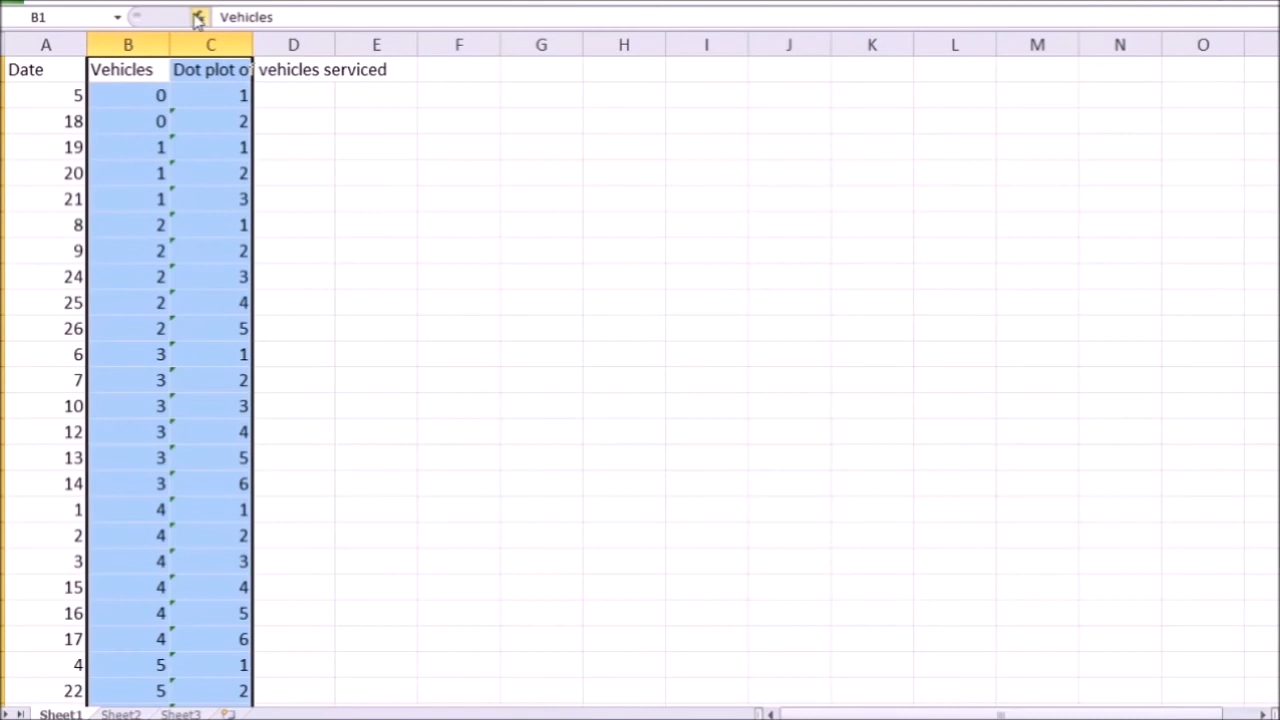 B1 Vehicles
A B C D E F G H I J K L M N O
Date Vehicles Dot plot of vehicles serviced
5 0 1
18 0 2
19 1 1
20 1 2
21 1 3
8 2 1
9 2 2
24 2 3
25 2 4
26 2 5
6 3 1
7 3 2
10 3 3
12 3 4
13 3 5
14 3 6
1 4 1
2 4 2
3 4 3
15 4 4
16 4 5
17 4 6
4 5 1
22 5 2
Sheet1 Sheet2 Sheet3